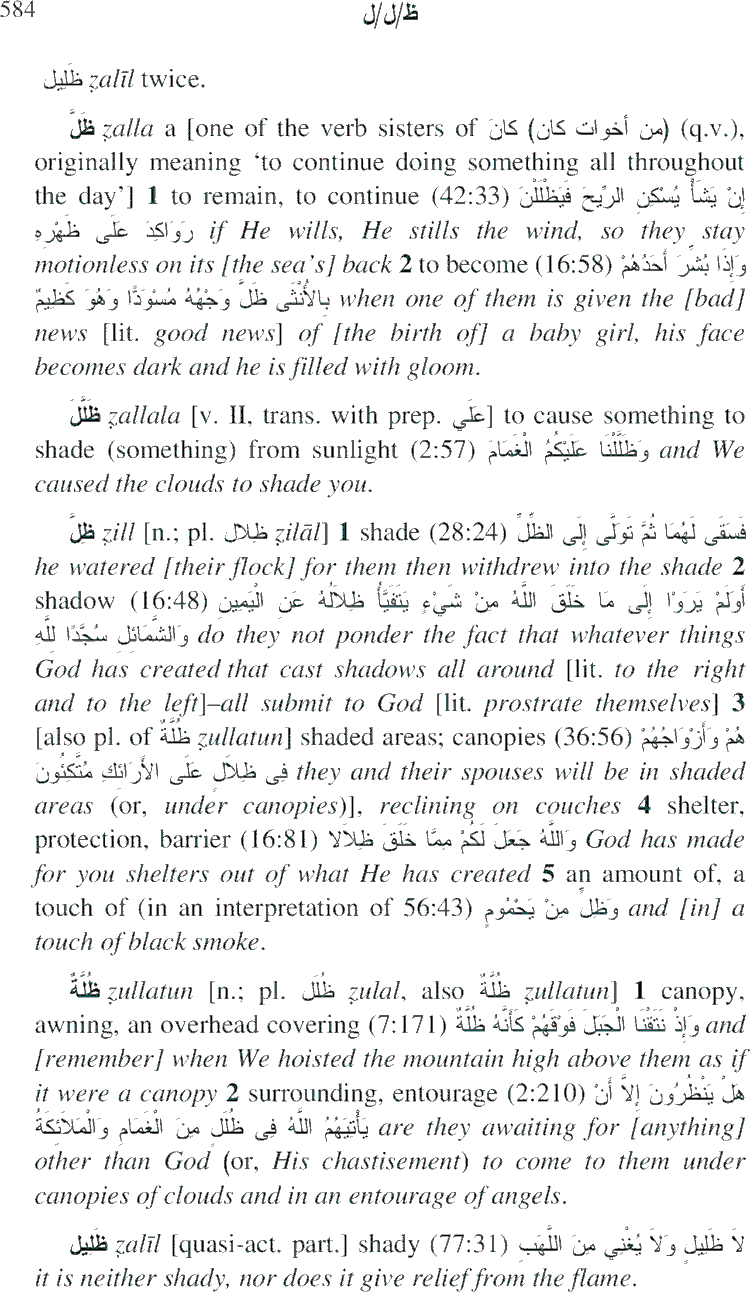 584 ظ/ل/ل
ظَلِيل ẓalīl twice.
ظَلَّ ẓalla a [one of the verb sisters of كانَ (من أخوات كان) (q.v.),
originally meaning ‘to continue doing something all throughout
the day’] 1 to remain, to continue (42:33) إِنْ يَشَأْ يُسْكِنِ الرِّيحَ فَيَظْلَلْنَ
رَوَاكِدَ عَلَى ظَهْرِهِ if He wills, He stills the wind, so they stay
motionless on its [the sea’s] back 2 to become (16:58) وَإِذَا بُشِّرَ أَحَدُهُمْ
بِالأُنْثَى ظَلَّ وَجْهُهُ مُسْوَدًّا وَهُوَ كَظِيمٌ when one of them is given the [bad]
news [lit. good news] of [the birth of] a baby girl, his face
becomes dark and he is filled with gloom.
ظَلَّلَ ẓallala [v. II, trans. with prep. عَلَى] to cause something to
shade (something) from sunlight (2:57) وَظَلَّلْنَا عَلَيْكُمُ الْغَمَامَ and We
caused the clouds to shade you.
ظِلّ ẓill [n.; pl. ظِلال ẓilāl] 1 shade (28:24) فَسَقَى لَهُمَا ثُمَّ تَوَلَّى إِلَى الظِّلِّ
he watered [their flock] for them then withdrew into the shade 2
shadow (16:48) أَوَلَمْ يَرَوْا إِلَى مَا خَلَقَ اللَّهُ مِنْ شَيْءٍ يَتَفَيَّأُ ظِلاَلُهُ عَنِ الْيَمِينِ
وَالشَّمَائِلِ سُجَّدًا لِلَّهِ do they not ponder the fact that whatever things
God has created that cast shadows all around [lit. to the right
and to the left]–all submit to God [lit. prostrate themselves] 3
[also pl. of ظُلَّةٌ ẓullatun] shaded areas; canopies (36:56) هُمْ وَأَزْوَاجُهُمْ
فِى ظِلاَلٍ عَلَى الأَرَائِكِ مُتَّكِئُونَ they and their spouses will be in shaded
areas (or, under canopies)], reclining on couches 4 shelter,
protection, barrier (16:81) وَاللَّهُ جَعَلَ لَكُمْ مِمَّا خَلَقَ ظِلاَلا God has made
for you shelters out of what He has created 5 an amount of, a
touch of (in an interpretation of 56:43) وَظِلٍّ مِنْ يَحْمُومٍ and [in] a
touch of black smoke.
ظُلَّةٌ ẓullatun [n.; pl. ظُلَل ẓulal, also ظُلَّةٌ ẓullatun] 1 canopy,
awning, an overhead covering (7:171) وَإِذْ نَتَقْنَا الْجَبَلَ فَوْقَهُمْ كَأَنَّهُ ظُلَّةٌ and
[remember] when We hoisted the mountain high above them as if
it were a canopy 2 surrounding, entourage (2:210) هَلْ يَنْظُرُونَ إِلاَّ أَنْ
يَأْتِيَهُمُ اللَّهُ فِى ظُلَلٍ مِنَ الْغَمَامِ وَالْمَلاَئِكَةُ are they awaiting for [anything]
other than God (or, His chastisement) to come to them under
canopies of clouds and in an entourage of angels.
ظَلِيل ẓalīl [quasi-act. part.] shady (77:31) لاَ ظَلِيلٍ وَلاَ يُغْنِي مِنَ اللَّهَبِ
it is neither shady, nor does it give relief from the flame.